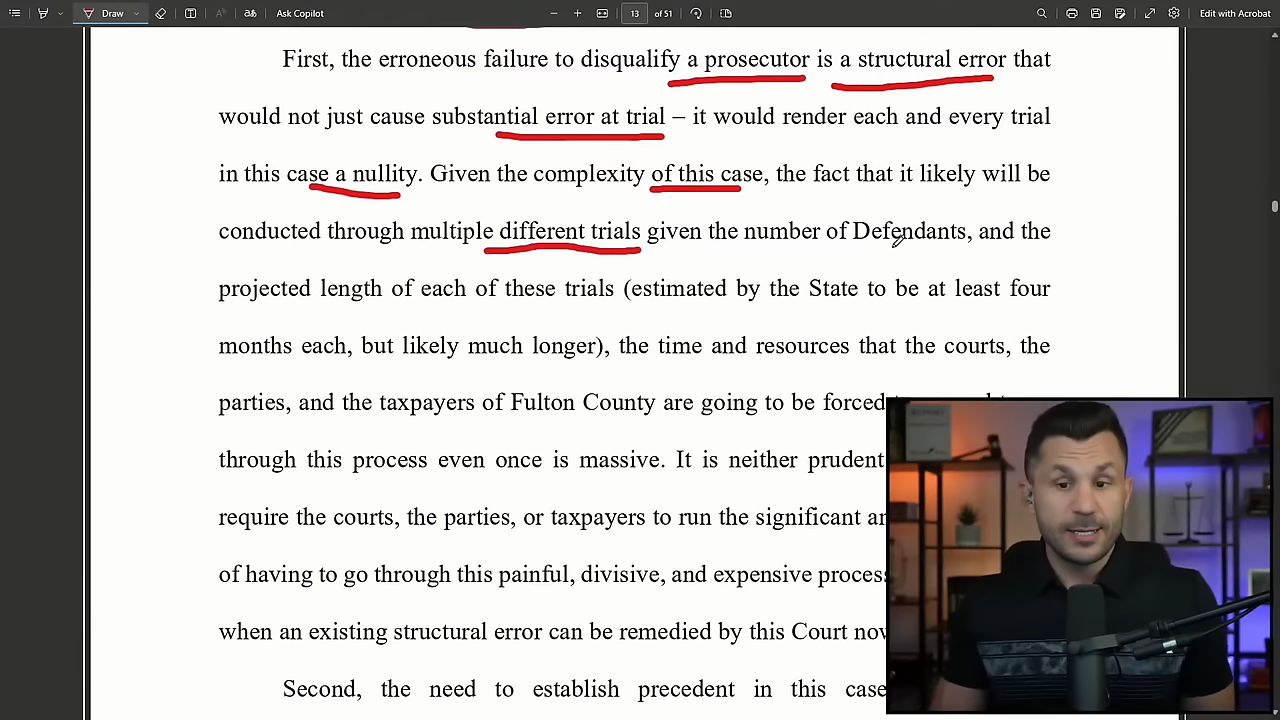 Draw
Ask Copilot
13 of 51
Edit with Acrobat
First, the erroneous failure to disqualify a prosecutor is a structural error that
would not just cause substantial error at trial – it would render each and every trial
in this case a nullity. Given the complexity of this case, the fact that it likely will be
conducted through multiple different trials given the number of Defendants, and the
projected length of each of these trials (estimated by the State to be at least four
months each, but likely much longer), the time and resources that the courts, the
parties, and the taxpayers of Fulton County are going to be forced
through this process even once is massive. It is neither prudent
require the courts, the parties, or taxpayers to run the significant
of having to go through this painful, divisive, and expensive process
when an existing structural error can be remedied by this Court
Second, the need to establish precedent in this case